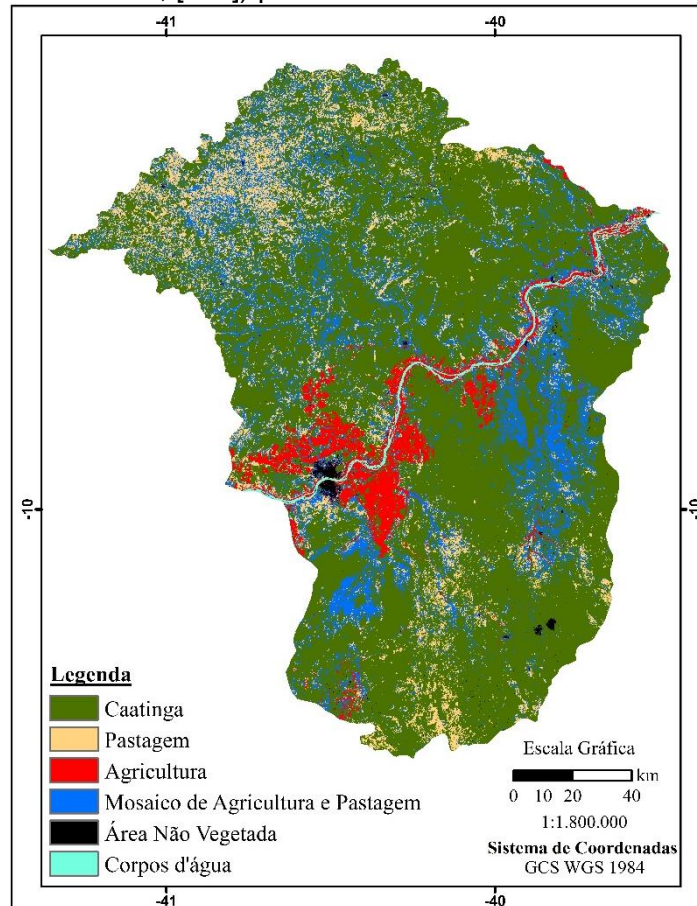 -41
-40
-10
-10
Legenda
Caatinga
Pastagem
Agricultura
Mosaico de Agricultura e Pastagem
Área Não Vegetada
Corpos d'água
Escala Gráfica
km
0 10 20 40
1:1.800.000
Sistema de Coordenadas
GCS WGS 1984
-41
-40